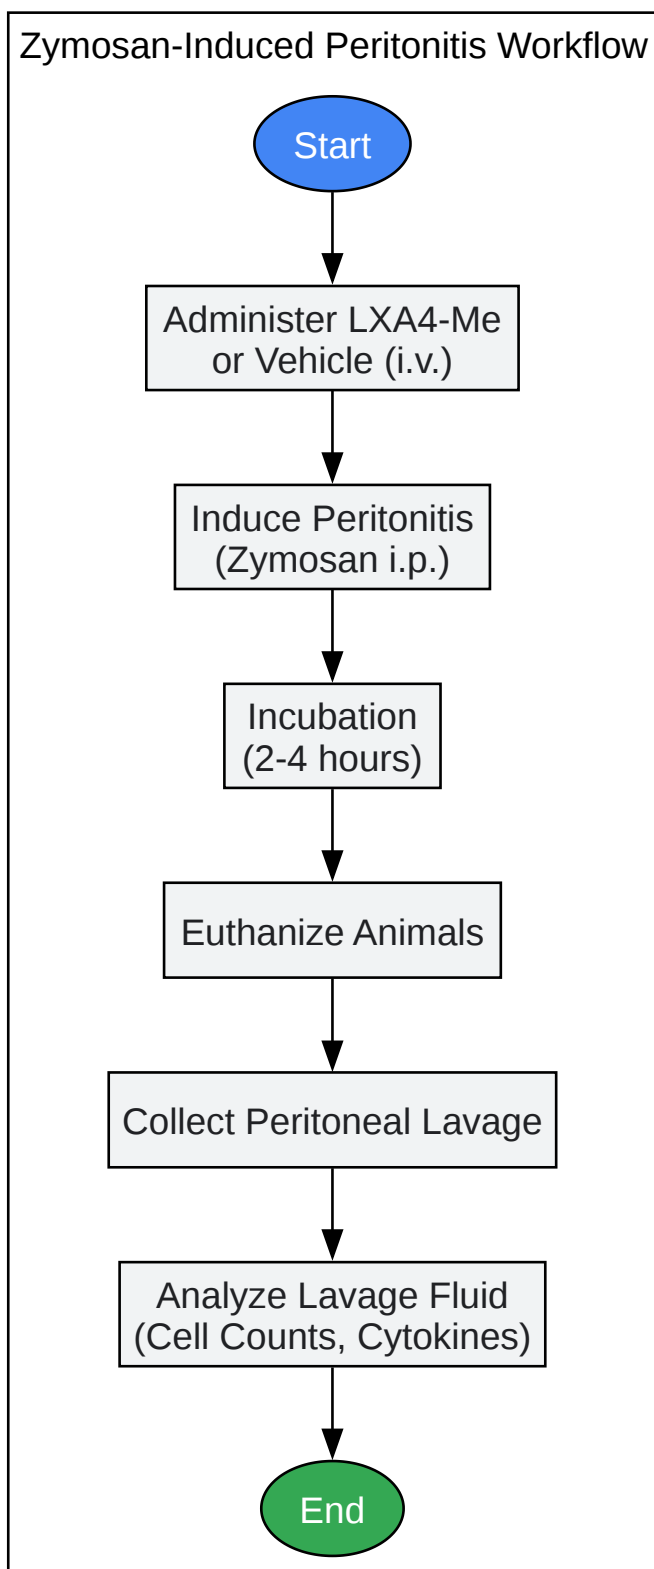 Zymosan-Induced Peritonitis Workflow
Start
Administer LXA4-Me
or Vehicle (i.v.)
Induce Peritonitis
(Zymosan i.p.)
Incubation
(2-4 hours)
Euthanize Animals
Collect Peritoneal Lavage
Analyze Lavage Fluid
(Cell Counts, Cytokines)
End